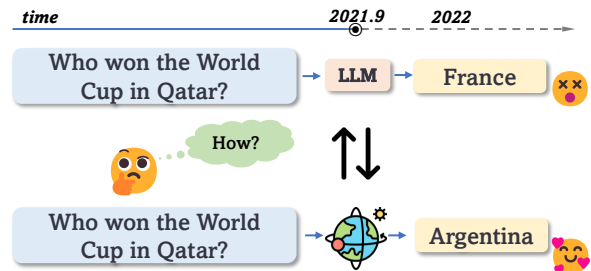 time 2021.9 2022
Who won the World
Cup in Qatar?
LLM
France
How?
Who won the World
Cup in Qatar?
Argentina